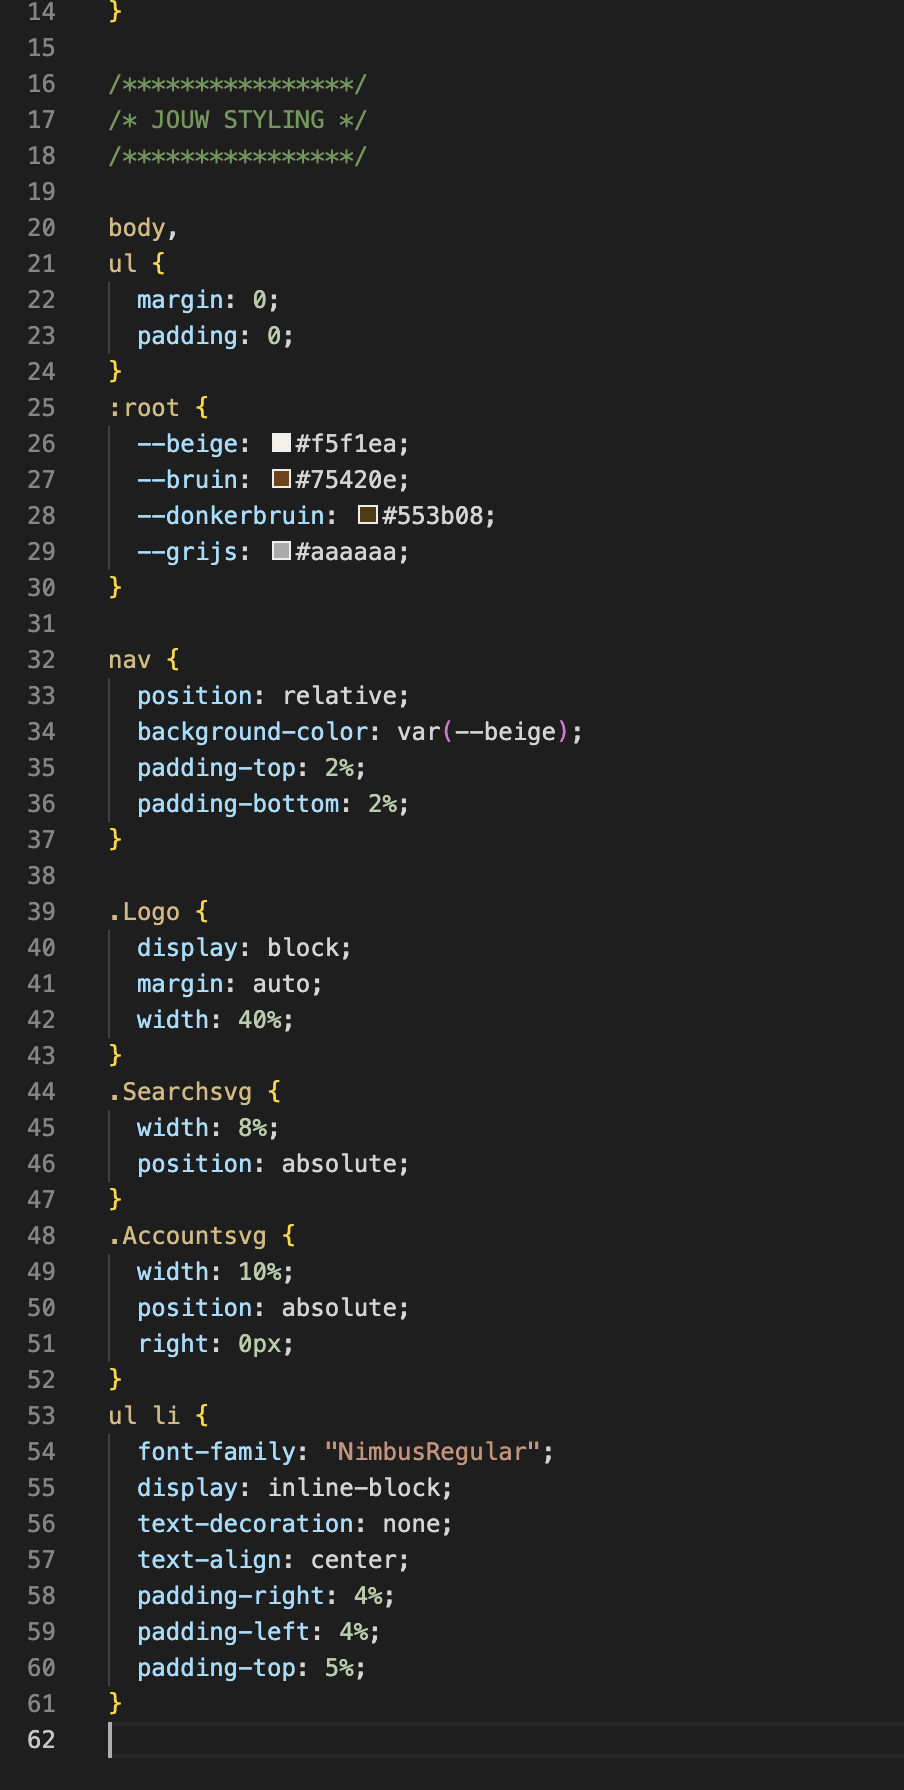 14 }
15
16 /****************/
17 /* JOUW STYLING */
18 /****************/
19
20 body,
21 ul {
22   margin: 0;
23   padding: 0;
24 }
25 :root {
26   --beige: #f5f1ea;
27   --bruin: #75420e;
28   --donkerbruin: #553b08;
29   --grijs: #aaaaaa;
30 }
31
32 nav {
33   position: relative;
34   background-color: var(--beige);
35   padding-top: 2%;
36   padding-bottom: 2%;
37 }
38
39 .Logo {
40   display: block;
41   margin: auto;
42   width: 40%;
43 }
44 .Searchsvg {
45   width: 8%;
46   position: absolute;
47 }
48 .Accountsvg {
49   width: 10%;
50   position: absolute;
51   right: 0px;
52 }
53 ul li {
54   font-family: "NimbusRegular";
55   display: inline-block;
56   text-decoration: none;
57   text-align: center;
58   padding-right: 4%;
59   padding-left: 4%;
60   padding-top: 5%;
61 }
62